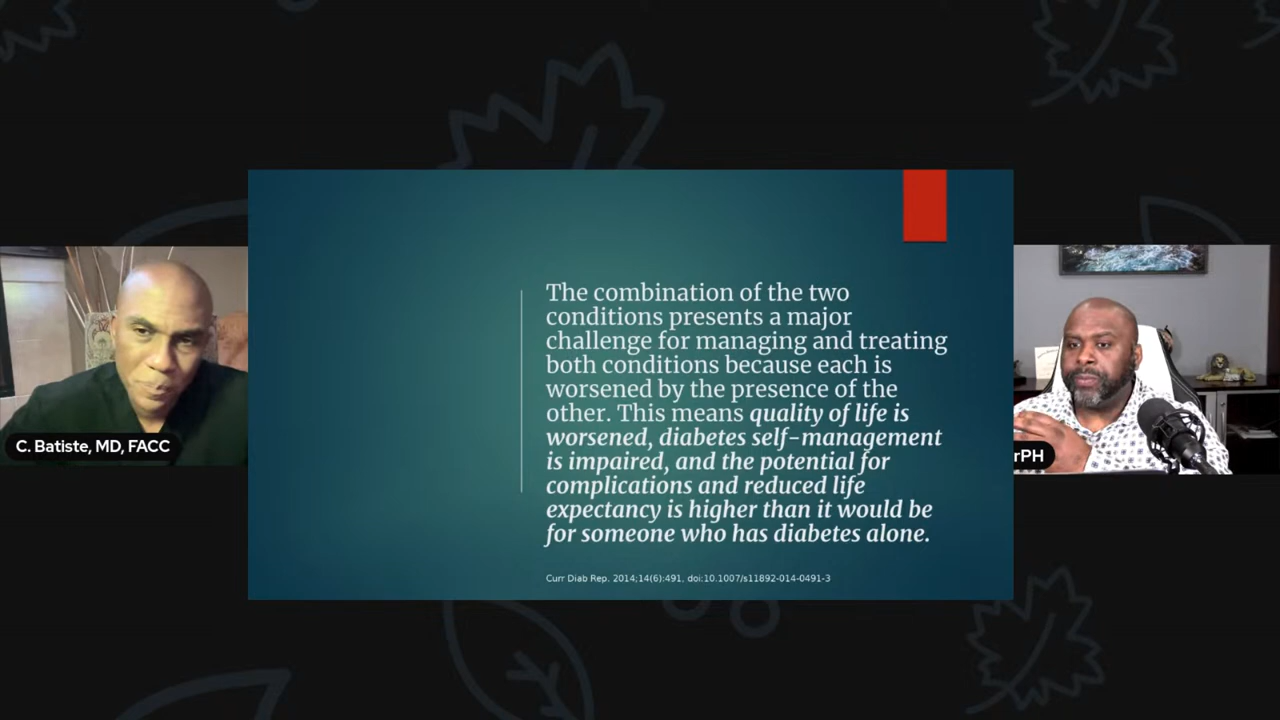 The combination of the two
conditions presents a major
challenge for managing and treating
both conditions because each is
worsened by the presence of the
other. This means quality of life is
worsened, diabetes self-management
is impaired, and the potential for
complications and reduced life
expectancy is higher than it would be
for someone who has diabetes alone.
Curr Diab Rep. 2014;14(6):491. doi:10.1007/s11892-014-0491-3
C. Batiste, MD, FACC
rPH